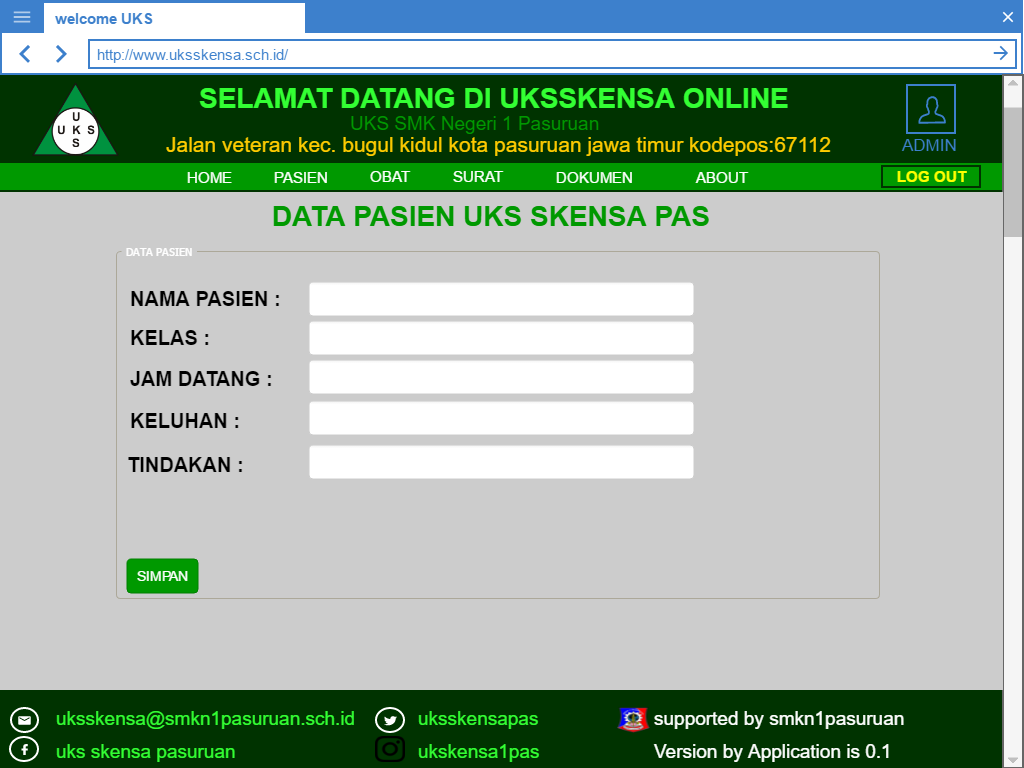 welcome UKS
http://www.uksskensa.sch.id/
SELAMAT DATANG DI UKSSKENSA ONLINE
UKS SMK Negeri 1 Pasuruan
Jalan veteran kec. bugul kidul kota pasuruan jawa timur kodepos:67112
U
U K S
K
S
ADMIN
HOME PASIEN OBAT SURAT DOKUMEN ABOUT LOG OUT
DATA PASIEN UKS SKENSA PAS
DATA PASIEN
NAMA PASIEN :
KELAS :
JAM DATANG :
KELUHAN :
TINDAKAN :
SIMPAN
uksskensa@smkn1pasuruan.sch.id uksskensapas supported by smkn1pasuruan
uks skensa pasuruan ukskensa1pas Version by Application is 0.1